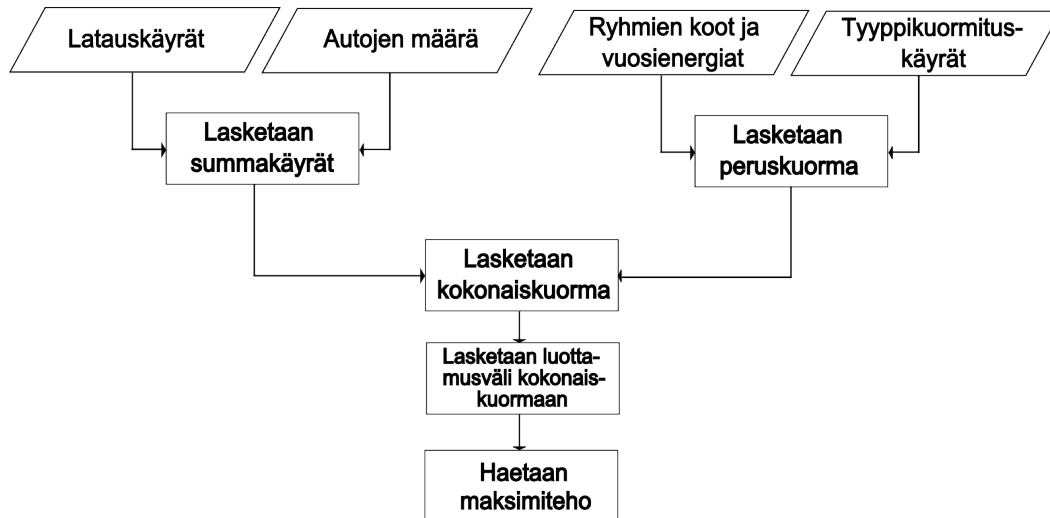 Latauskäyrät
Autojen määrä
Ryhmien koot ja
vuosienergiat
Tyyppikuormitus-
käyrät
Lasketaan
summakäyrät
Lasketaan
peruskuorma
Lasketaan
kokonaiskuorma
Lasketaan luotta-
musväli kokonais-
kuormaan
Haetaan
maksimiteho